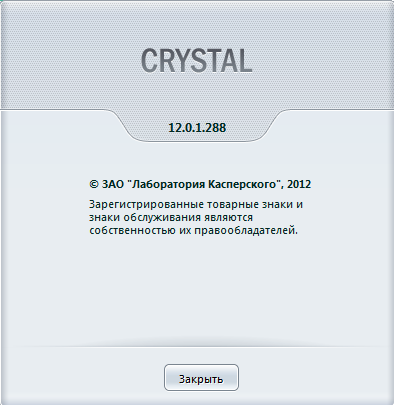 CRYSTAL
12.0.1.288
© ЗАО "Лаборатория Касперского", 2012
Зарегистрированные товарные знаки и
знаки обслуживания являются
собственностью их правообладателей.
Закрыть